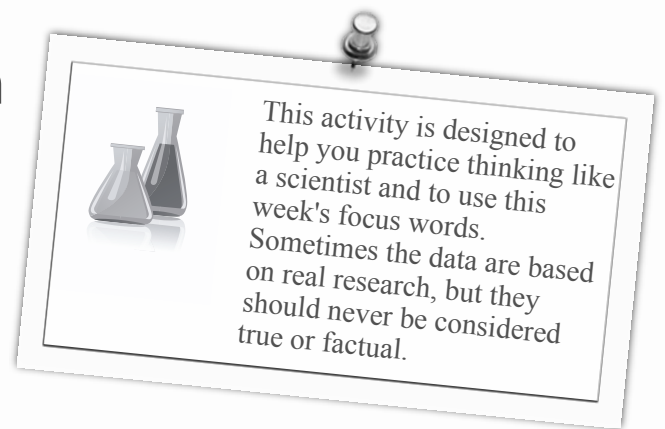 This activity is designed to
help you practice thinking like
a scientist and to use this
week's focus words.
Sometimes the data are based
on real research, but they
should never be considered
true or factual.